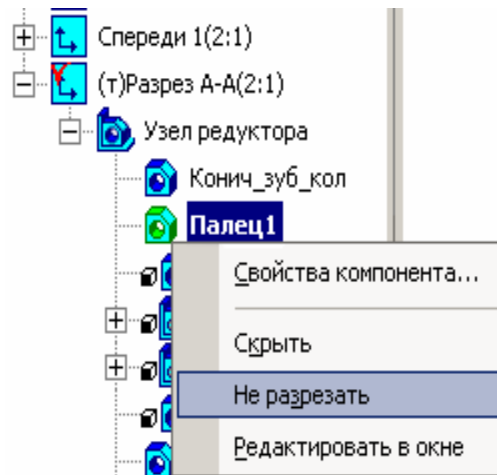 Спереди 1(2:1)
(т)Разрез А-А(2:1)
Узел редуктора
Конич_зуб_кол
Палец1
Свойства компонента...
Скрыть
Не разрезать
Редактировать в окне